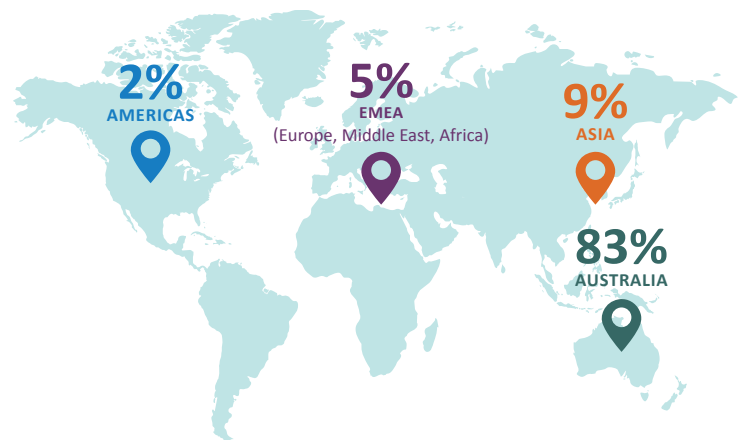 2%
AMERICAS
5%
EMEA
(Europe, Middle East, Africa)
9%
ASIA
83%
AUSTRALIA